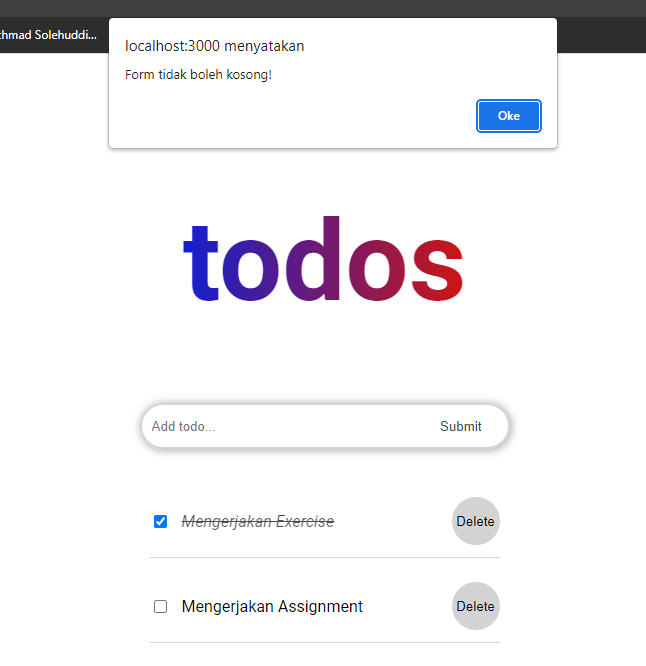 hmad Solehuddi...
localhost:3000 menyatakan
Form tidak boleh kosong!
Oke
todos
Add todo... Submit
Mengerjakan Exercise Delete
Mengerjakan Assignment Delete